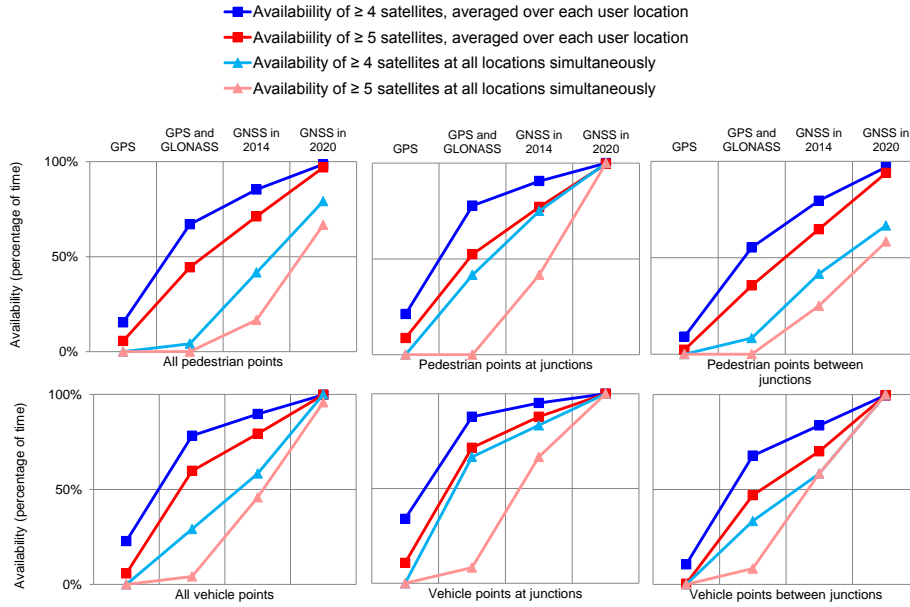 Availabiility of ≥ 4 satellites, averaged over each user location
Availabiility of ≥ 5 satellites, averaged over each user location
Availabiility of ≥ 4 satellites at all locations simultaneously
Availabiility of ≥ 5 satellites at all locations simultaneously
GPS
GPS and GLONASS
GNSS in 2014
GNSS in 2020
GPS
GPS and GLONASS
GNSS in 2014
GNSS in 2020
GPS
GPS and GLONASS
GNSS in 2014
GNSS in 2020
Availability (percentage of time)
100%
50%
0%
All pedestrian points
Pedestrian points at junctions
Pedestrian points between
junctions
Availability (percentage of time)
100%
50%
0%
All vehicle points
Vehicle points at junctions
Vehicle points between junctions